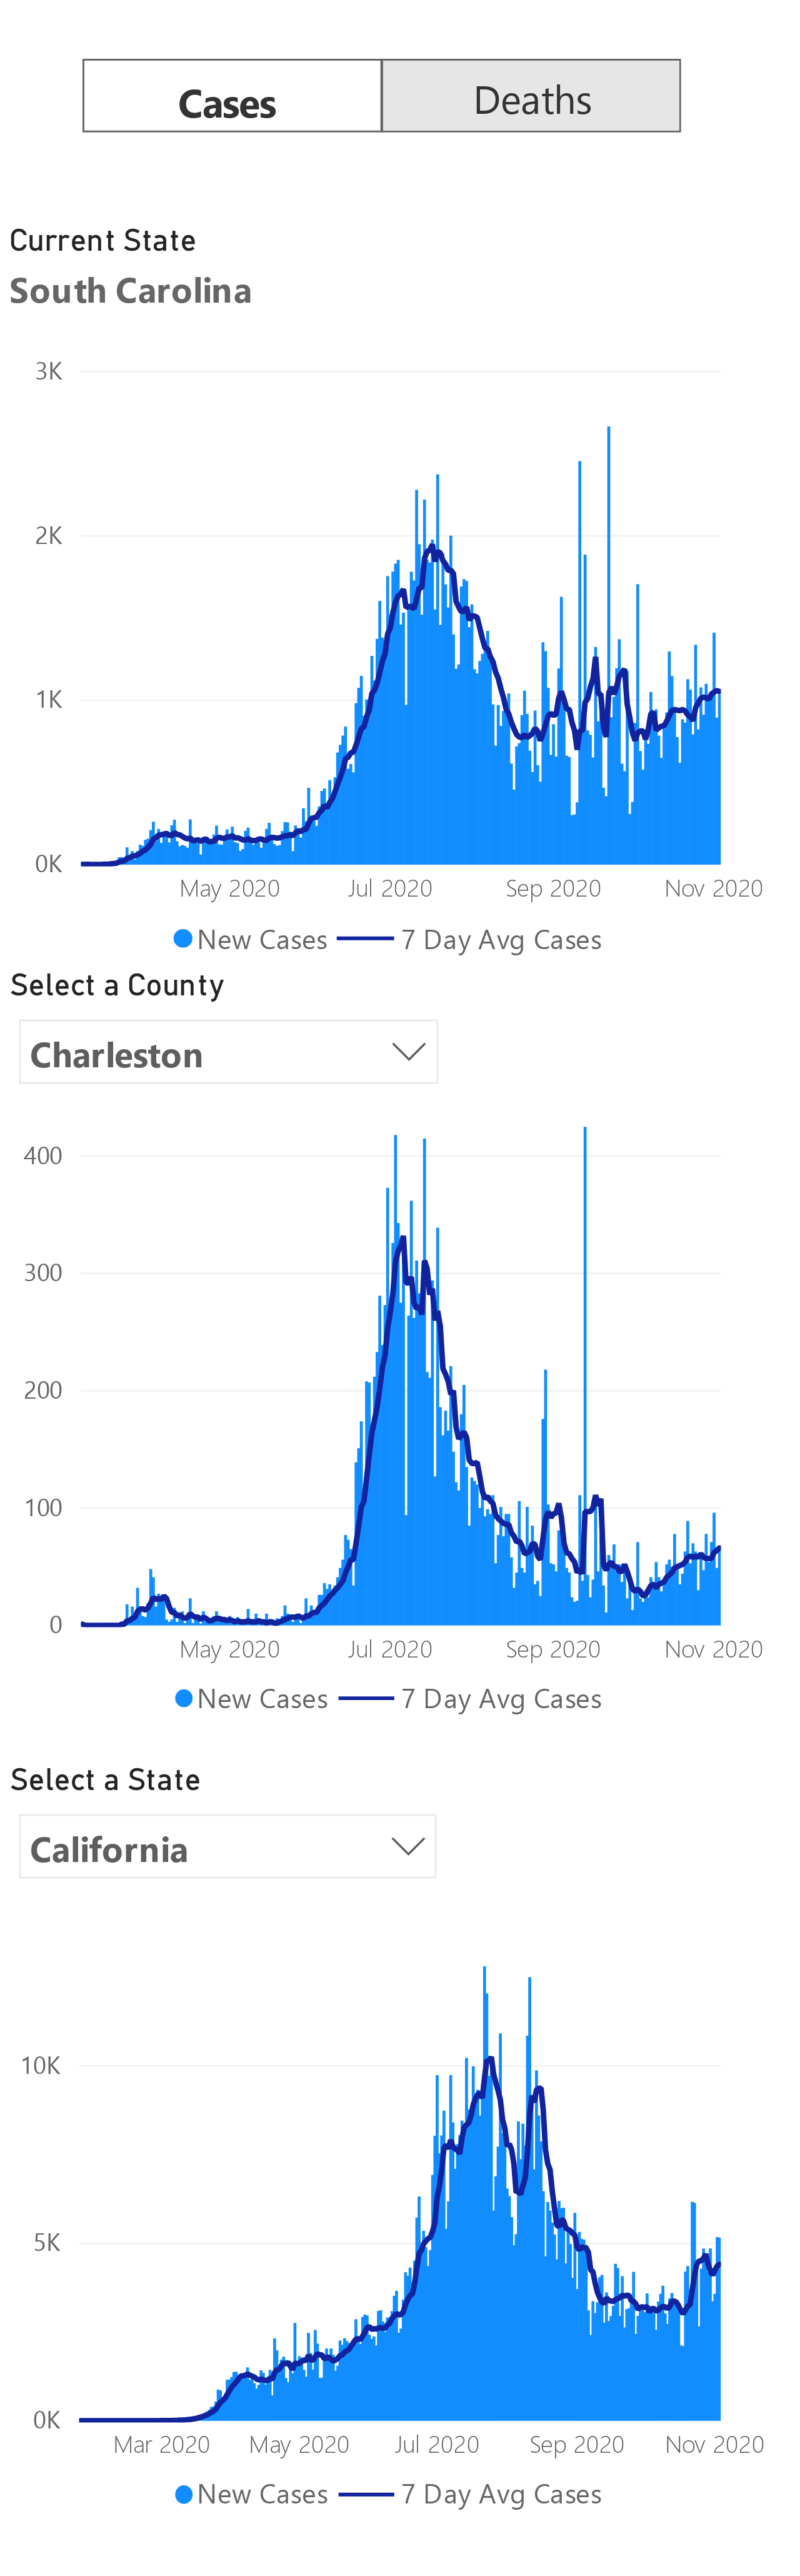 Cases Deaths
Current State
South Carolina
3K
2K
1K
0K
May 2020 Jul 2020 Sep 2020 Nov 2020
New Cases 7 Day Avg Cases
Select a County
Charleston
400
300
200
100
0
May 2020 Jul 2020 Sep 2020 Nov 2020
New Cases 7 Day Avg Cases
Select a State
California
10K
5K
0K
Mar 2020 May 2020 Jul 2020 Sep 2020 Nov 2020
New Cases 7 Day Avg Cases